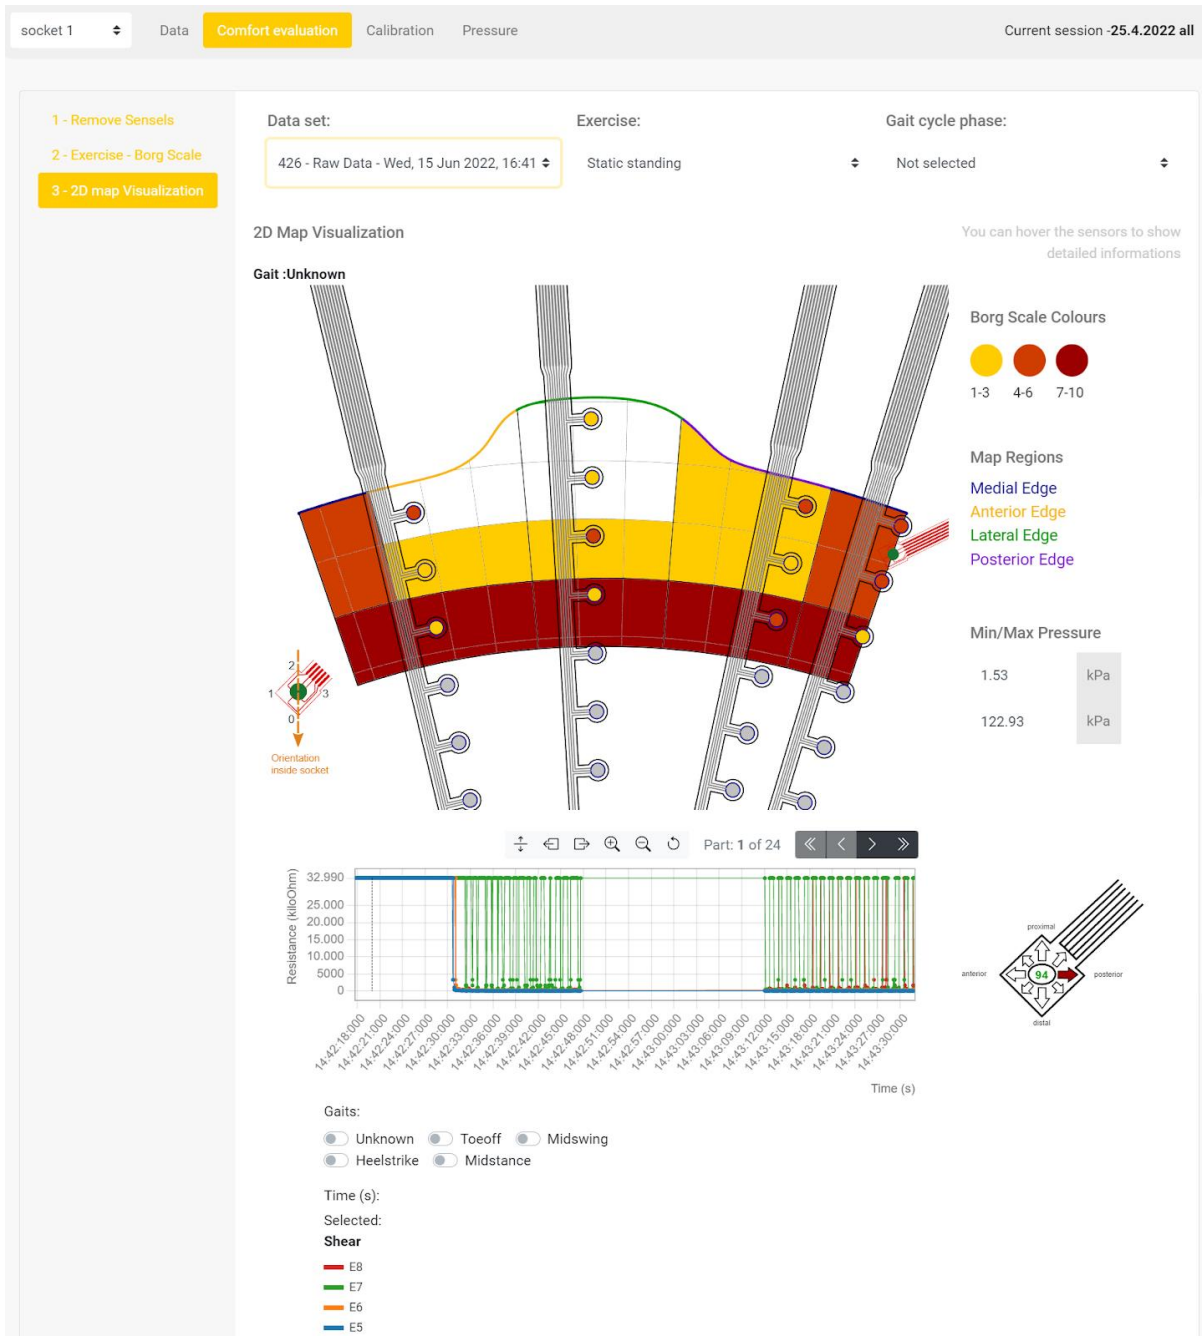 socket 1
Data
Comfort evaluation
Calibration
Pressure
Current session -25.4.2022 all
1 - Remove Sensels
2 - Exercise - Borg Scale
3 - 2D map Visualization
Data set:
Exercise:
Gait cycle phase:
426 - Raw Data - Wed, 15 Jun 2022, 16:41
Static standing
Not selected
2D Map Visualization
You can hover the sensors to show
detailed informations
Gait :Unknown
Borg Scale Colours
1-3 4-6 7-10
Map Regions
Medial Edge
Anterior Edge
Lateral Edge
Posterior Edge
Min/Max Pressure
1.53 kPa
122.93 kPa
2
1 3
0
Orientation
inside socket
Part: 1 of 24
Resistance (kiloOhm)
32.990
25.000
20.000
15.000
10.000
5000
0
14:42:18:000
14:42:21:000
14:42:24:000
14:42:27:000
14:42:30:000
14:42:33:000
14:42:36:000
14:42:39:000
14:42:42:000
14:42:45:000
14:42:48:000
14:42:51:000
14:42:54:000
14:42:57:000
14:43:00:000
14:43:03:000
14:43:06:000
14:43:09:000
14:43:12:000
14:43:15:000
14:43:18:000
14:43:21:000
14:43:24:000
14:43:27:000
14:43:30:000
Time (s)
proximal
anterior
94
posterior
distal
Gaits:
Unknown Toeoff Midswing
Heelstrike Midstance
Time (s):
Selected:
Shear
E8
E7
E6
E5